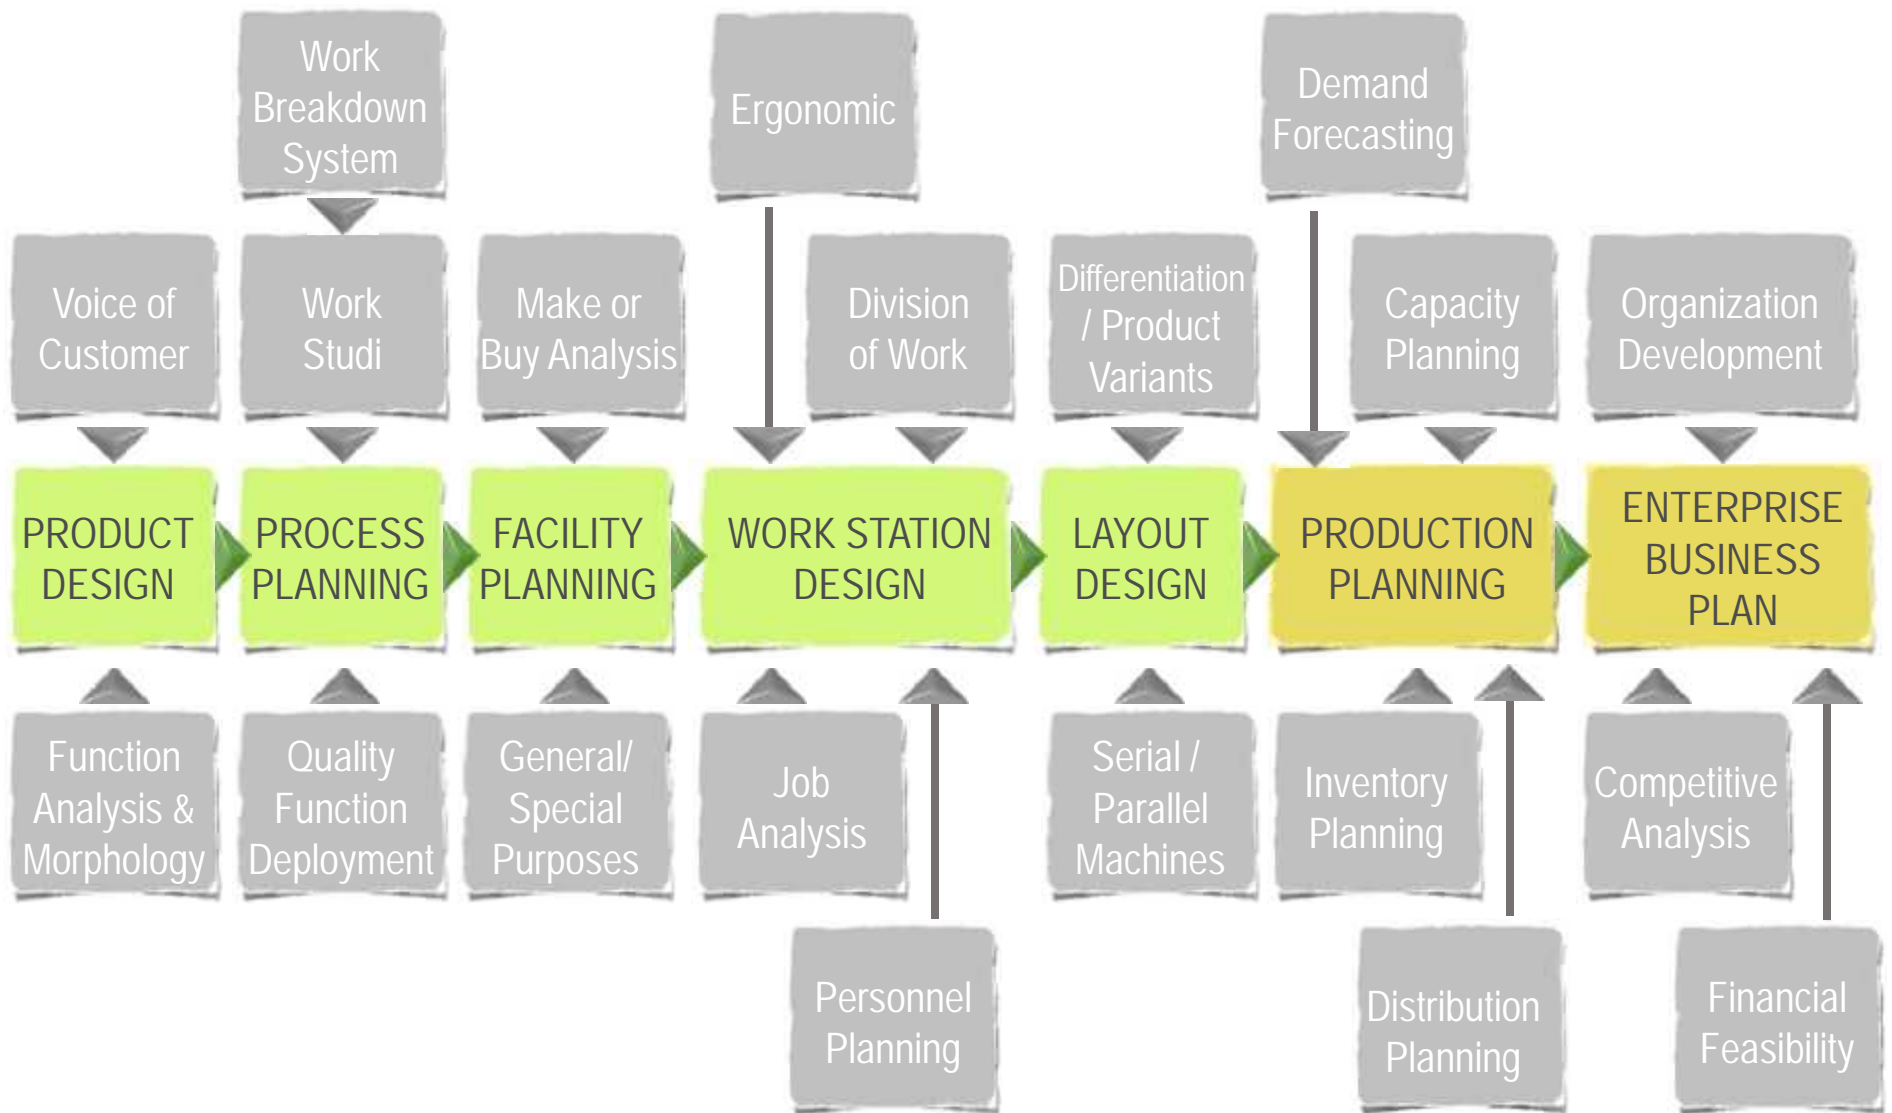 Work
Breakdown
System
Ergonomic
Demand
Forecasting
Voice of
Customer
Work
Studi
Make or
Buy Analysis
Division
of Work
Differentiation
/ Product
Variants
Capacity
Planning
Organization
Development
PRODUCT
DESIGN
PROCESS
PLANNING
FACILITY
PLANNING
WORK STATION
DESIGN
LAYOUT
DESIGN
PRODUCTION
PLANNING
ENTERPRISE
BUSINESS
PLAN
Function
Analysis &
Morphology
Quality
Function
Deployment
General/
Special
Purposes
Job
Analysis
Serial /
Parallel
Machines
Inventory
Planning
Competitive
Analysis
Personnel
Planning
Distribution
Planning
Financial
Feasibility